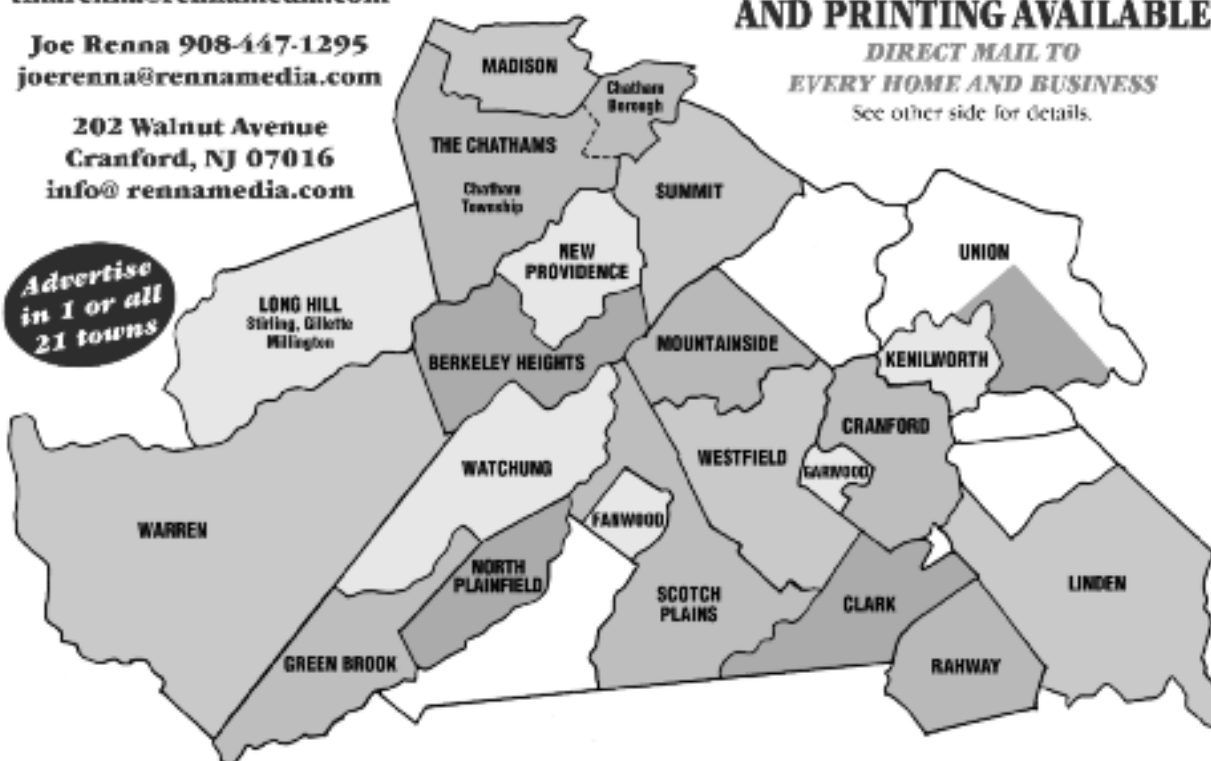 Joe Renna 908-447-1295
joerenna@rennamedia.com
202 Walnut Avenue
Cranford, NJ 07016
info@ rennamedia.com
AND PRINTING AVAILABLE
DIRECT MAIL TO
EVERY HOME AND BUSINESS
See other side for details.
Advertise
in 1 or all
21 towns
MADISON
Chatham
Borough
THE CHATHAMS
Chatham
Township
SUMMIT
NEW
PROVIDENCE
UNION
LONG HILL
Stirling, Gillette
Millington
BERKELEY HEIGHTS
MOUNTAINSIDE
KENILWORTH
CRANFORD
WATCHUNG
WESTFIELD
GARWOOD
WARREN
FANWOOD
NORTH
PLAINFIELD
SCOTCH
PLAINS
CLARK
LINDEN
GREEN BROOK
RAHWAY